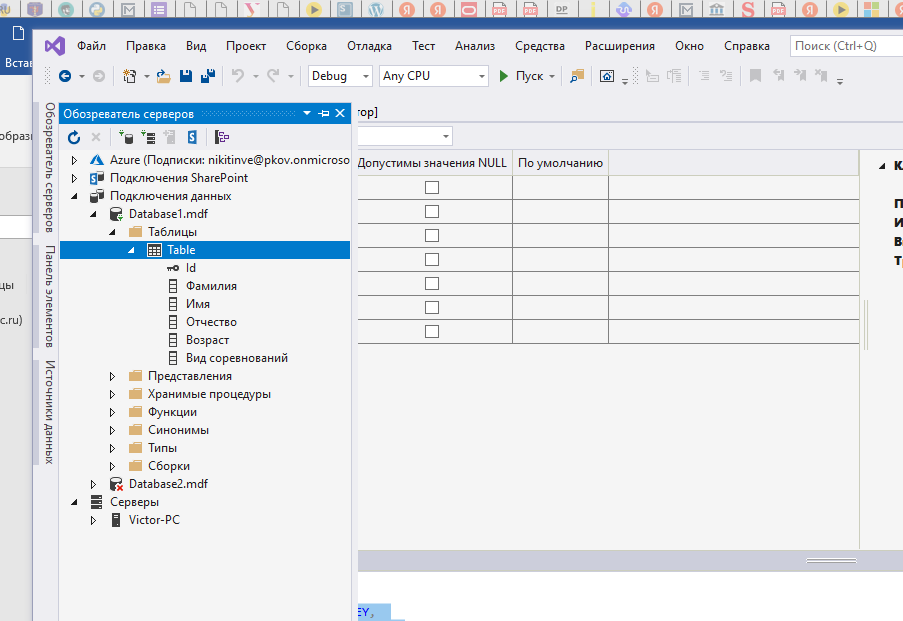 Файл Правка Вид Проект Сборка Отладка Тест Анализ Средства Расширения Окно Справка Поиск (Ctrl+Q)
Встав
Debug Any CPU Пуск
Обозреватель серверов
Панель элементов
Источники данных
Обозреватель серверов
тор]
образ
цы
c.ru)
Azure (Подписки: nikitinve@pkov.onmicroso
Подключения SharePoint
Подключения данных
Database1.mdf
Таблицы
Table
Id
Фамилия
Имя
Отчество
Возраст
Вид соревнований
Представления
Хранимые процедуры
Функции
Синонимы
Типы
Сборки
Database2.mdf
Серверы
Victor-PC
Допустимы значения NULL По умолчанию
EY,